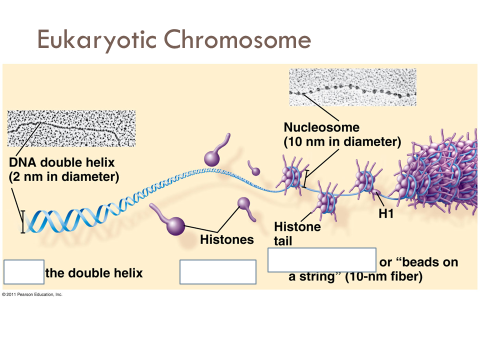 Eukaryotic Chromosome
Nucleosome
(10 nm in diameter)
DNA double helix
(2 nm in diameter)
H1
Histones
Histone
tail
the double helix
or “beads on
a string” (10-nm fiber)
© 2011 Pearson Education, Inc.